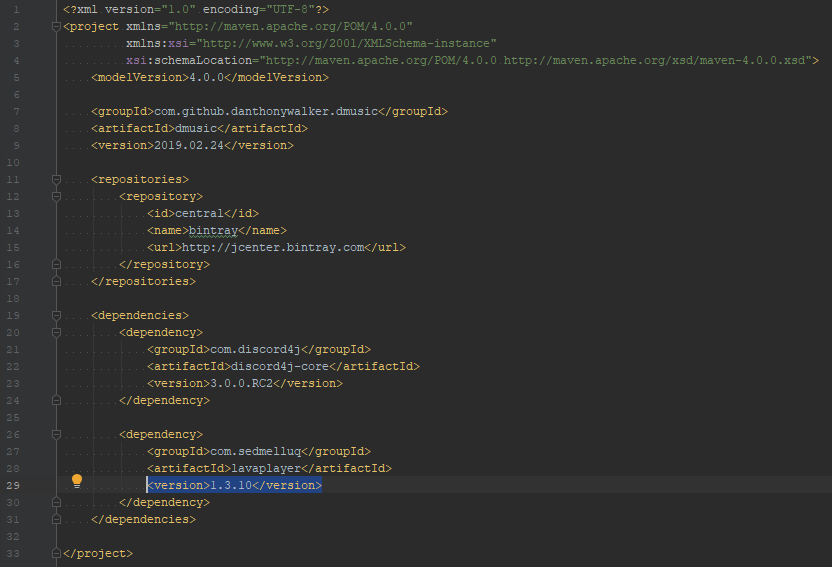 1 <?xml version="1.0" encoding="UTF-8"?>
2 <project xmlns="http://maven.apache.org/POM/4.0.0"
3          xmlns:xsi="http://www.w3.org/2001/XMLSchema-instance"
4          xsi:schemaLocation="http://maven.apache.org/POM/4.0.0 http://maven.apache.org/xsd/maven-4.0.0.xsd">
5     <modelVersion>4.0.0</modelVersion>
6
7     <groupId>com.github.danthonywalker.dmusic</groupId>
8     <artifactId>dmusic</artifactId>
9     <version>2019.02.24</version>
10
11     <repositories>
12         <repository>
13             <id>central</id>
14             <name>bintray</name>
15             <url>http://jcenter.bintray.com</url>
16         </repository>
17     </repositories>
18
19     <dependencies>
20         <dependency>
21             <groupId>com.discord4j</groupId>
22             <artifactId>discord4j-core</artifactId>
23             <version>3.0.0.RC2</version>
24         </dependency>
25
26         <dependency>
27             <groupId>com.sedmelluq</groupId>
28             <artifactId>lavaplayer</artifactId>
29             <version>1.3.10</version>
30         </dependency>
31     </dependencies>
32
33 </project>